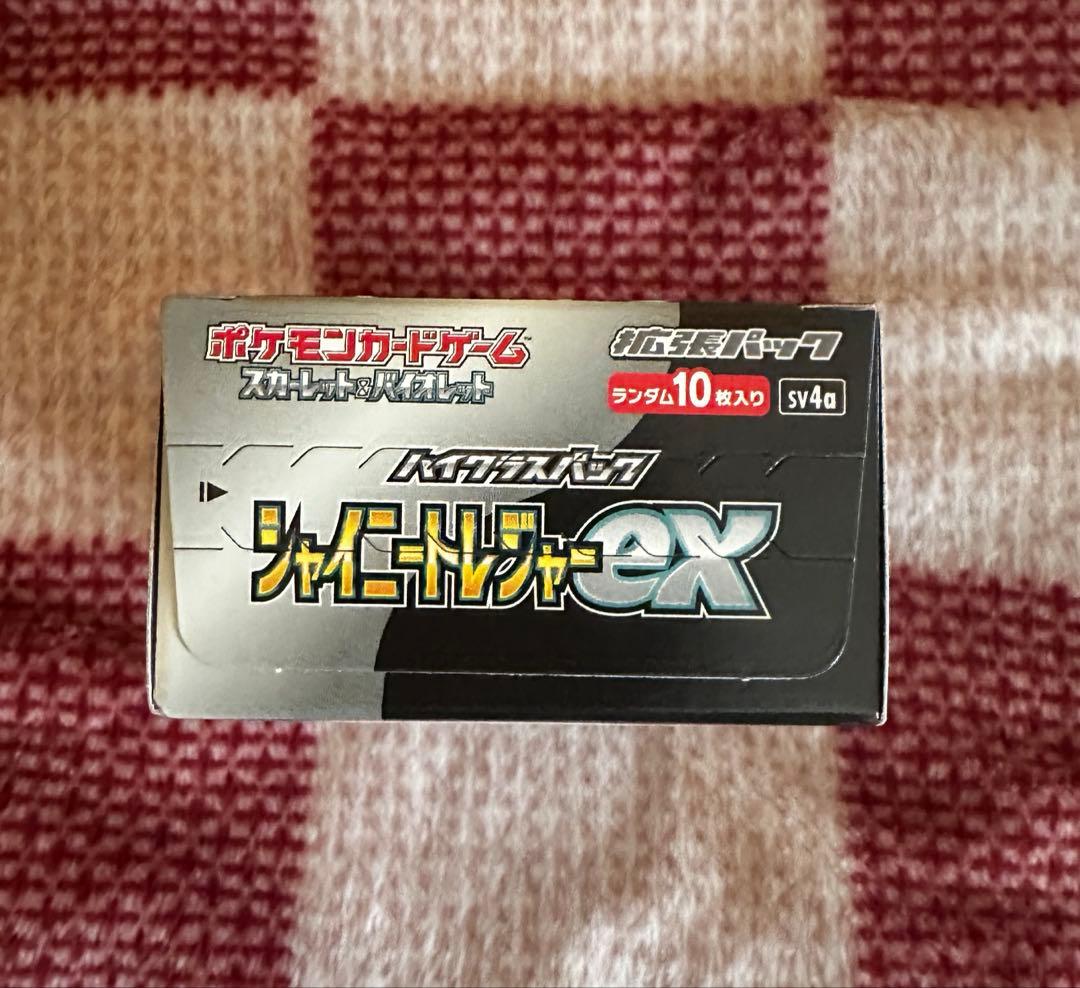 ポケモンカードゲーム™
スカーレット&バイオレット
拡張パック
ランダム10枚入り sv4a
ハイクラスパック
シャイニートレジャーex